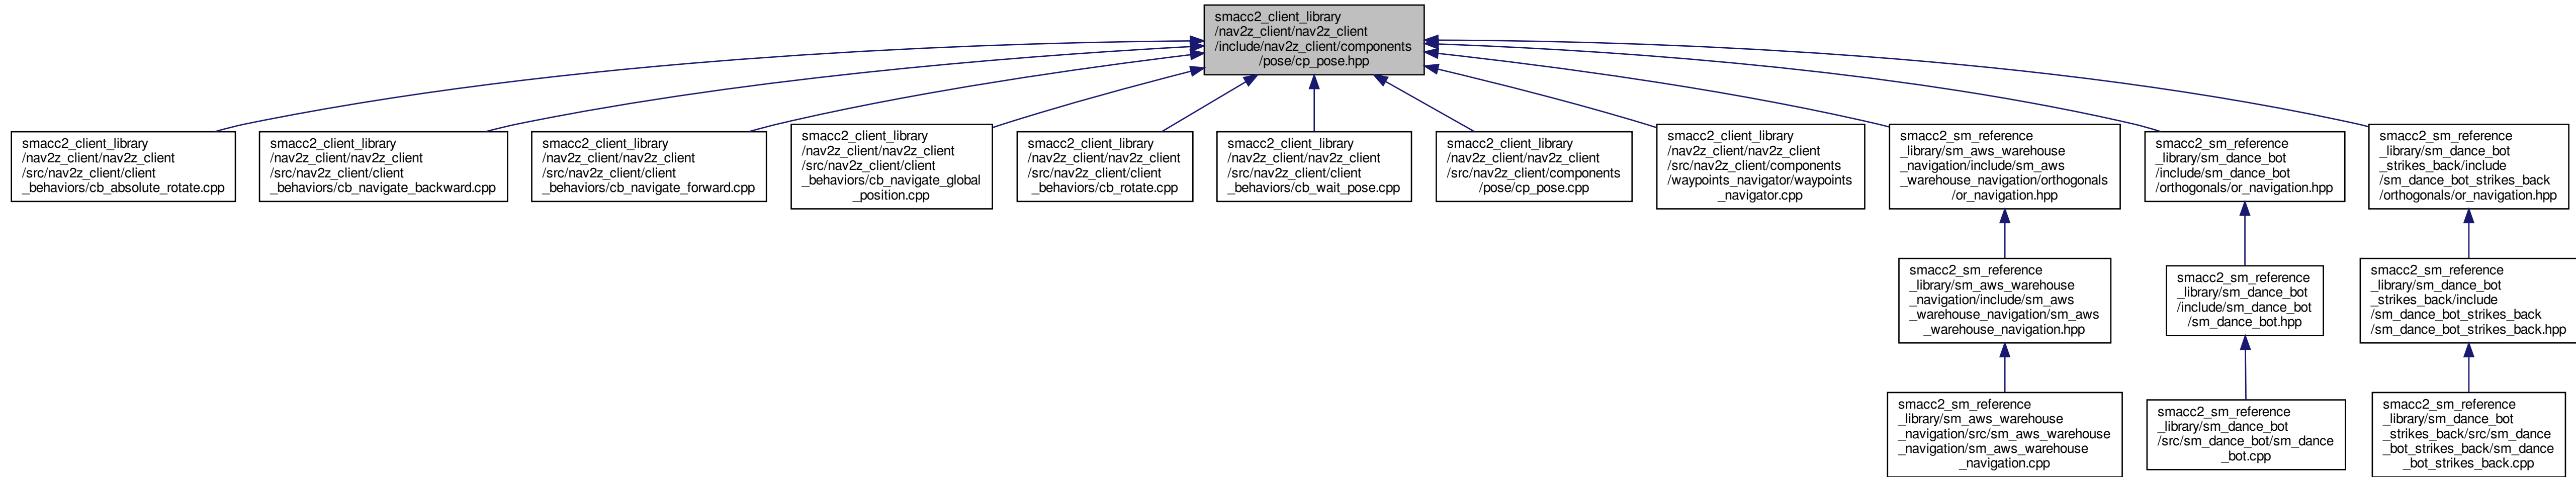 smacc2_client_library
/nav2z_client/nav2z_client
/include/nav2z_client/components
/pose/cp_pose.hpp
smacc2_client_library
/nav2z_client/nav2z_client
/src/nav2z_client/client
_behaviors/cb_absolute_rotate.cpp
smacc2_client_library
/nav2z_client/nav2z_client
/src/nav2z_client/client
_behaviors/cb_navigate_backward.cpp
smacc2_client_library
/nav2z_client/nav2z_client
/src/nav2z_client/client
_behaviors/cb_navigate_forward.cpp
smacc2_client_library
/nav2z_client/nav2z_client
/src/nav2z_client/client
_behaviors/cb_navigate_global
_position.cpp
smacc2_client_library
/nav2z_client/nav2z_client
/src/nav2z_client/client
_behaviors/cb_rotate.cpp
smacc2_client_library
/nav2z_client/nav2z_client
/src/nav2z_client/client
_behaviors/cb_wait_pose.cpp
smacc2_client_library
/nav2z_client/nav2z_client
/src/nav2z_client/components
/pose/cp_pose.cpp
smacc2_client_library
/nav2z_client/nav2z_client
/src/nav2z_client/components
/waypoints_navigator/waypoints
_navigator.cpp
smacc2_sm_reference
_library/sm_aws_warehouse
_navigation/include/sm_aws
_warehouse_navigation/orthogonals
/or_navigation.hpp
smacc2_sm_reference
_library/sm_dance_bot
/include/sm_dance_bot
/orthogonals/or_navigation.hpp
smacc2_sm_reference
_library/sm_dance_bot
_strikes_back/include
/sm_dance_bot_strikes_back
/orthogonals/or_navigation.hpp
smacc2_sm_reference
_library/sm_aws_warehouse
_navigation/include/sm_aws
_warehouse_navigation/sm_aws
_warehouse_navigation.hpp
smacc2_sm_reference
_library/sm_dance_bot
/include/sm_dance_bot
/sm_dance_bot.hpp
smacc2_sm_reference
_library/sm_dance_bot
_strikes_back/include
/sm_dance_bot_strikes_back
/sm_dance_bot_strikes_back.hpp
smacc2_sm_reference
_library/sm_aws_warehouse
_navigation/src/sm_aws_warehouse
_navigation/sm_aws_warehouse
_navigation.cpp
smacc2_sm_reference
_library/sm_dance_bot
/src/sm_dance_bot/sm_dance
_bot.cpp
smacc2_sm_reference
_library/sm_dance_bot
_strikes_back/src/sm_dance
_bot_strikes_back/sm_dance
_bot_strikes_back.cpp